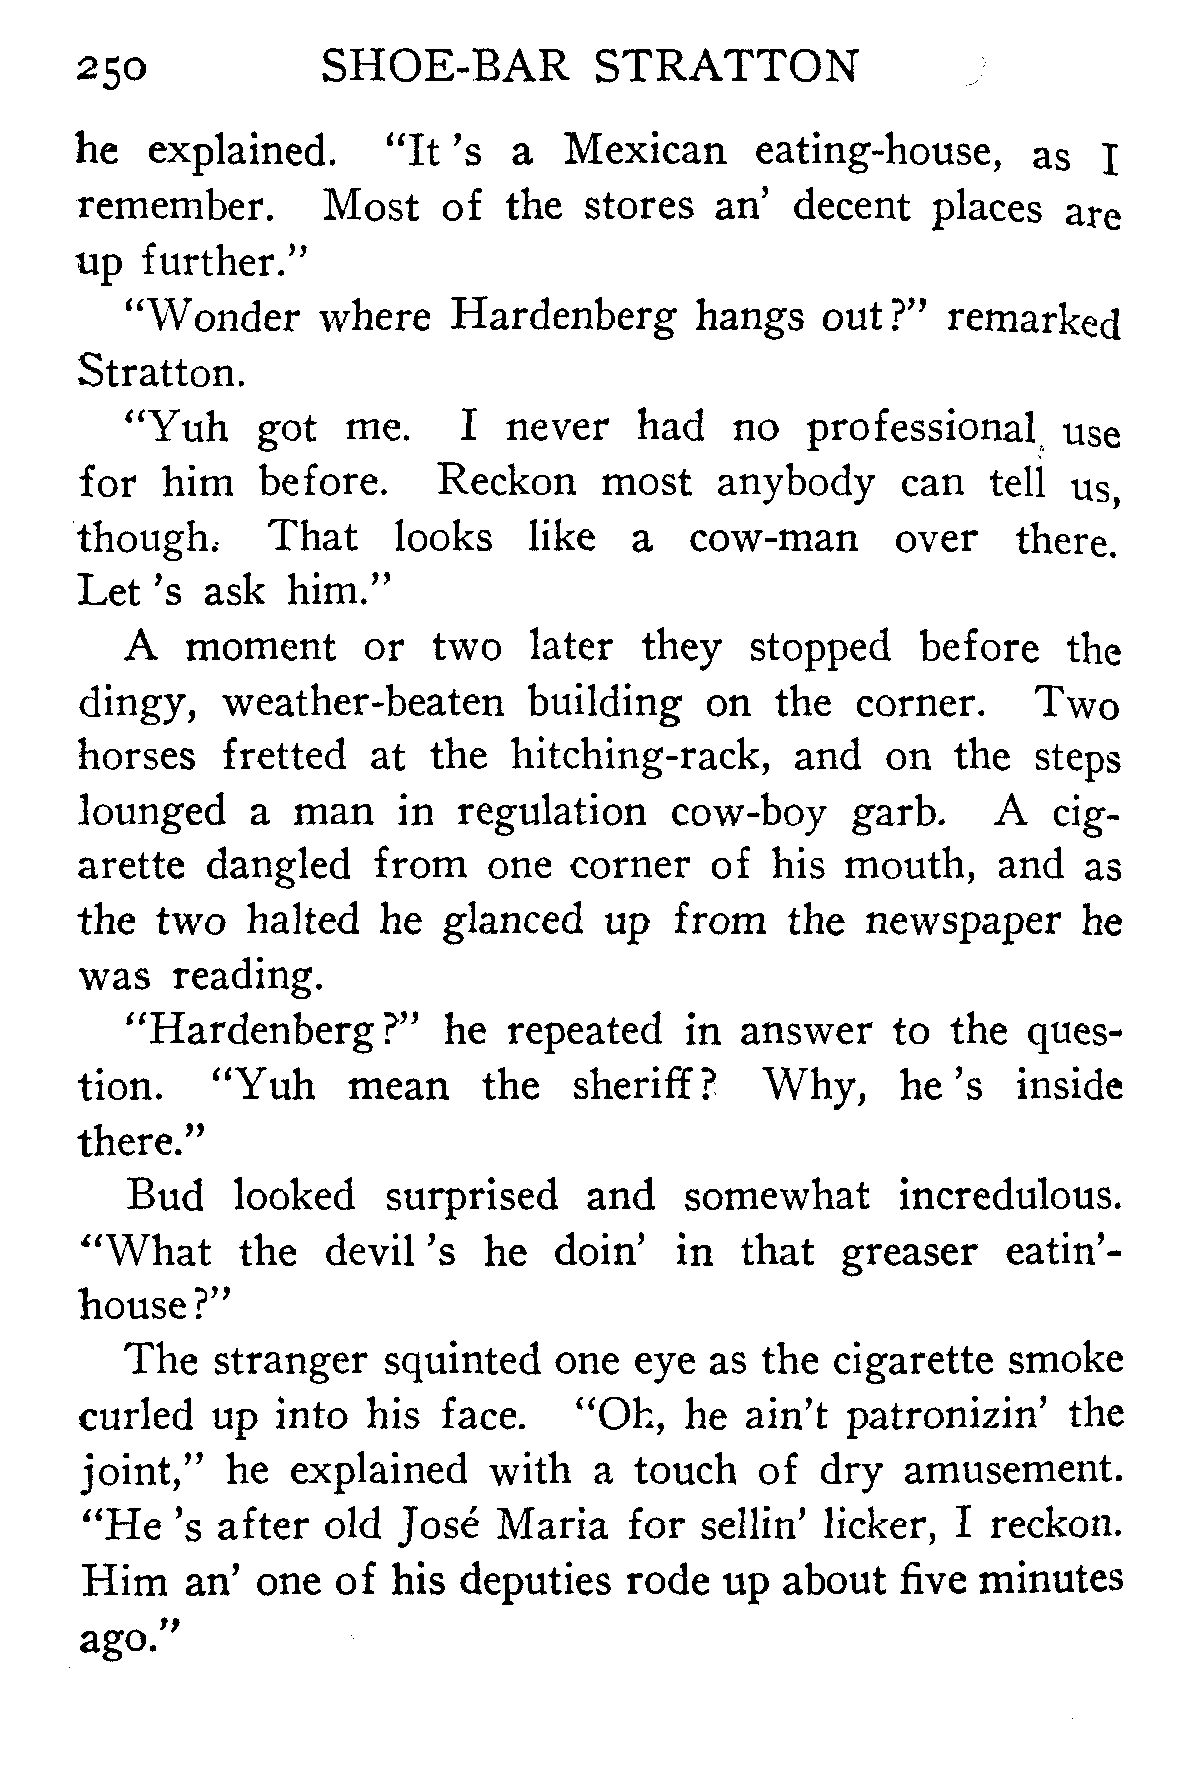 250 SHOE-BAR STRATTON
he explained. “It ’s a Mexican eating-house, as I
remember. Most of the stores an’ decent places are
up further.”
“Wonder where Hardenberg hangs out?” remarked
Stratton.
“Yuh got me. I never had no professional use
for him before. Reckon most anybody can tell us,
though. That looks like a cow-man over there.
Let ’s ask him.”
A moment or two later they stopped before the
dingy, weather-beaten building on the corner. Two
horses fretted at the hitching-rack, and on the steps
lounged a man in regulation cow-boy garb. A cig-
arette dangled from one corner of his mouth, and as
the two halted he glanced up from the newspaper he
was reading.
“Hardenberg?” he repeated in answer to the ques-
tion. “Yuh mean the sheriff? Why, he ’s inside
there.”
Bud looked surprised and somewhat incredulous.
“What the devil ’s he doin’ in that greaser eatin’-
house?”
The stranger squinted one eye as the cigarette smoke
curled up into his face. “Oh, he ain’t patronizin’ the
joint,” he explained with a touch of dry amusement.
“He ’s after old José Maria for sellin’ licker, I reckon.
Him an’ one of his deputies rode up about five minutes
ago.”